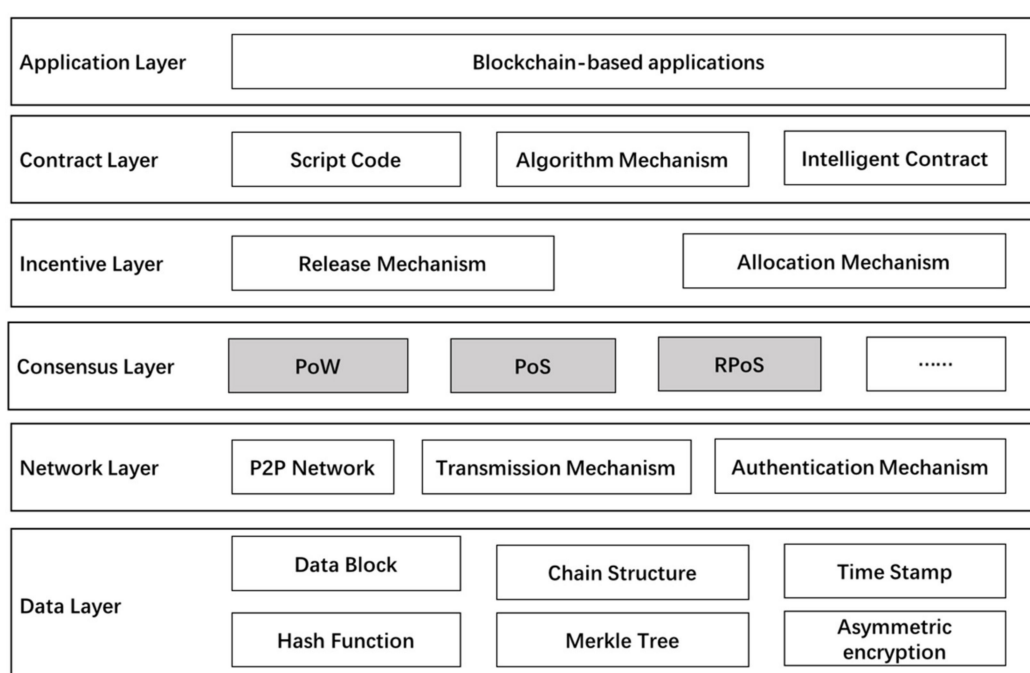 Application Layer
Blockchain-based applications
Contract Layer
Script Code
Algorithm Mechanism
Intelligent Contract
Incentive Layer
Release Mechanism
Allocation Mechanism
Consensus Layer
PoW
PoS
RPoS
......
Network Layer
P2P Network
Transmission Mechanism
Authentication Mechanism
Data Layer
Data Block
Chain Structure
Time Stamp
Hash Function
Merkle Tree
Asymmetric
encryption